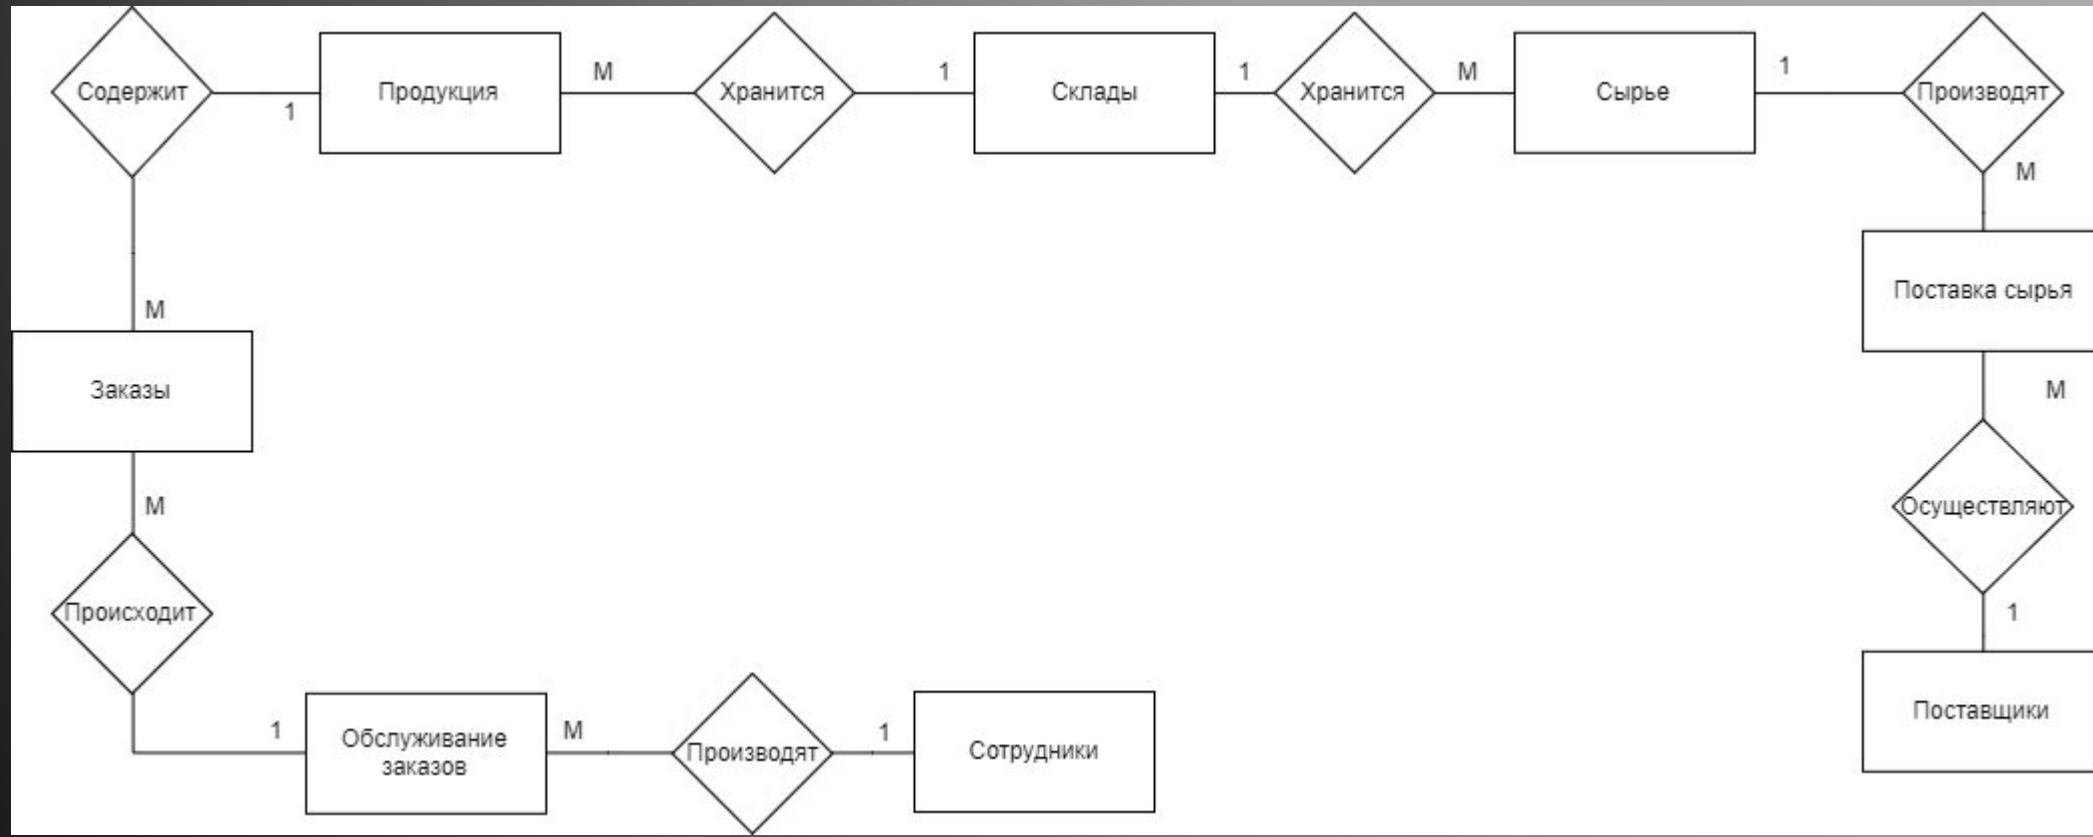 Содержит
1
Продукция
М
Хранится
1
Склады
1
Хранится
М
Сырье
1
Производят
М
Поставка сырья
М
Осуществляют
1
Поставщики
М
Заказы
М
Происходит
1
Обслуживание
заказов
М
Производят
1
Сотрудники